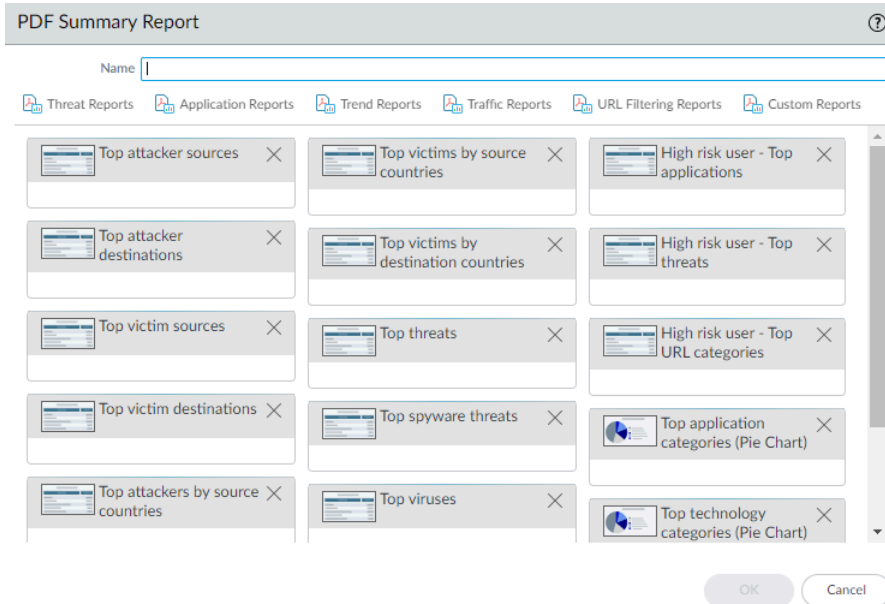 PDF Summary Report
Name
Threat Reports
Application Reports
Trend Reports
Traffic Reports
URL Filtering Reports
Custom Reports
Top attacker sources
Top attacker
destinations
Top victim sources
Top victim destinations
Top attackers by source
countries
Top victims by source
countries
Top victims by
destination countries
Top threats
Top spyware threats
Top viruses
High risk user - Top
applications
High risk user - Top
threats
High risk user - Top
URL categories
Top application
categories (Pie Chart)
Top technology
categories (Pie Chart)
OK
Cancel